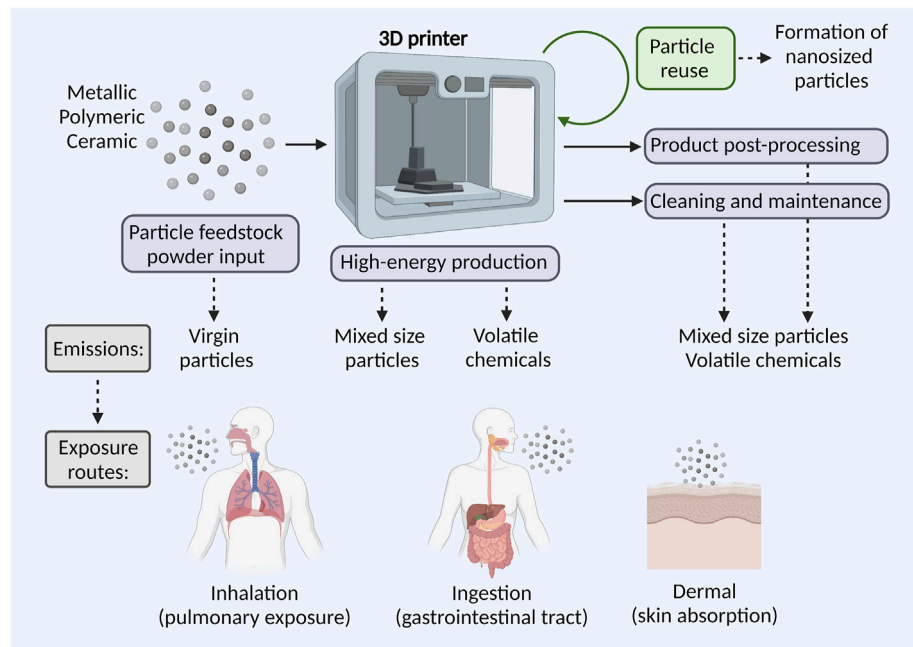 3D printer
Metallic
Polymeric
Ceramic
Particle
reuse
Formation of
nanosized
particles
Product post-processing
Cleaning and maintenance
Particle feedstock
powder input
High-energy production
Emissions:
Virgin
particles
Mixed size
particles
Volatile
chemicals
Mixed size particles
Volatile chemicals
Exposure
routes:
Inhalation
(pulmonary exposure)
Ingestion
(gastrointestinal tract)
Dermal
(skin absorption)